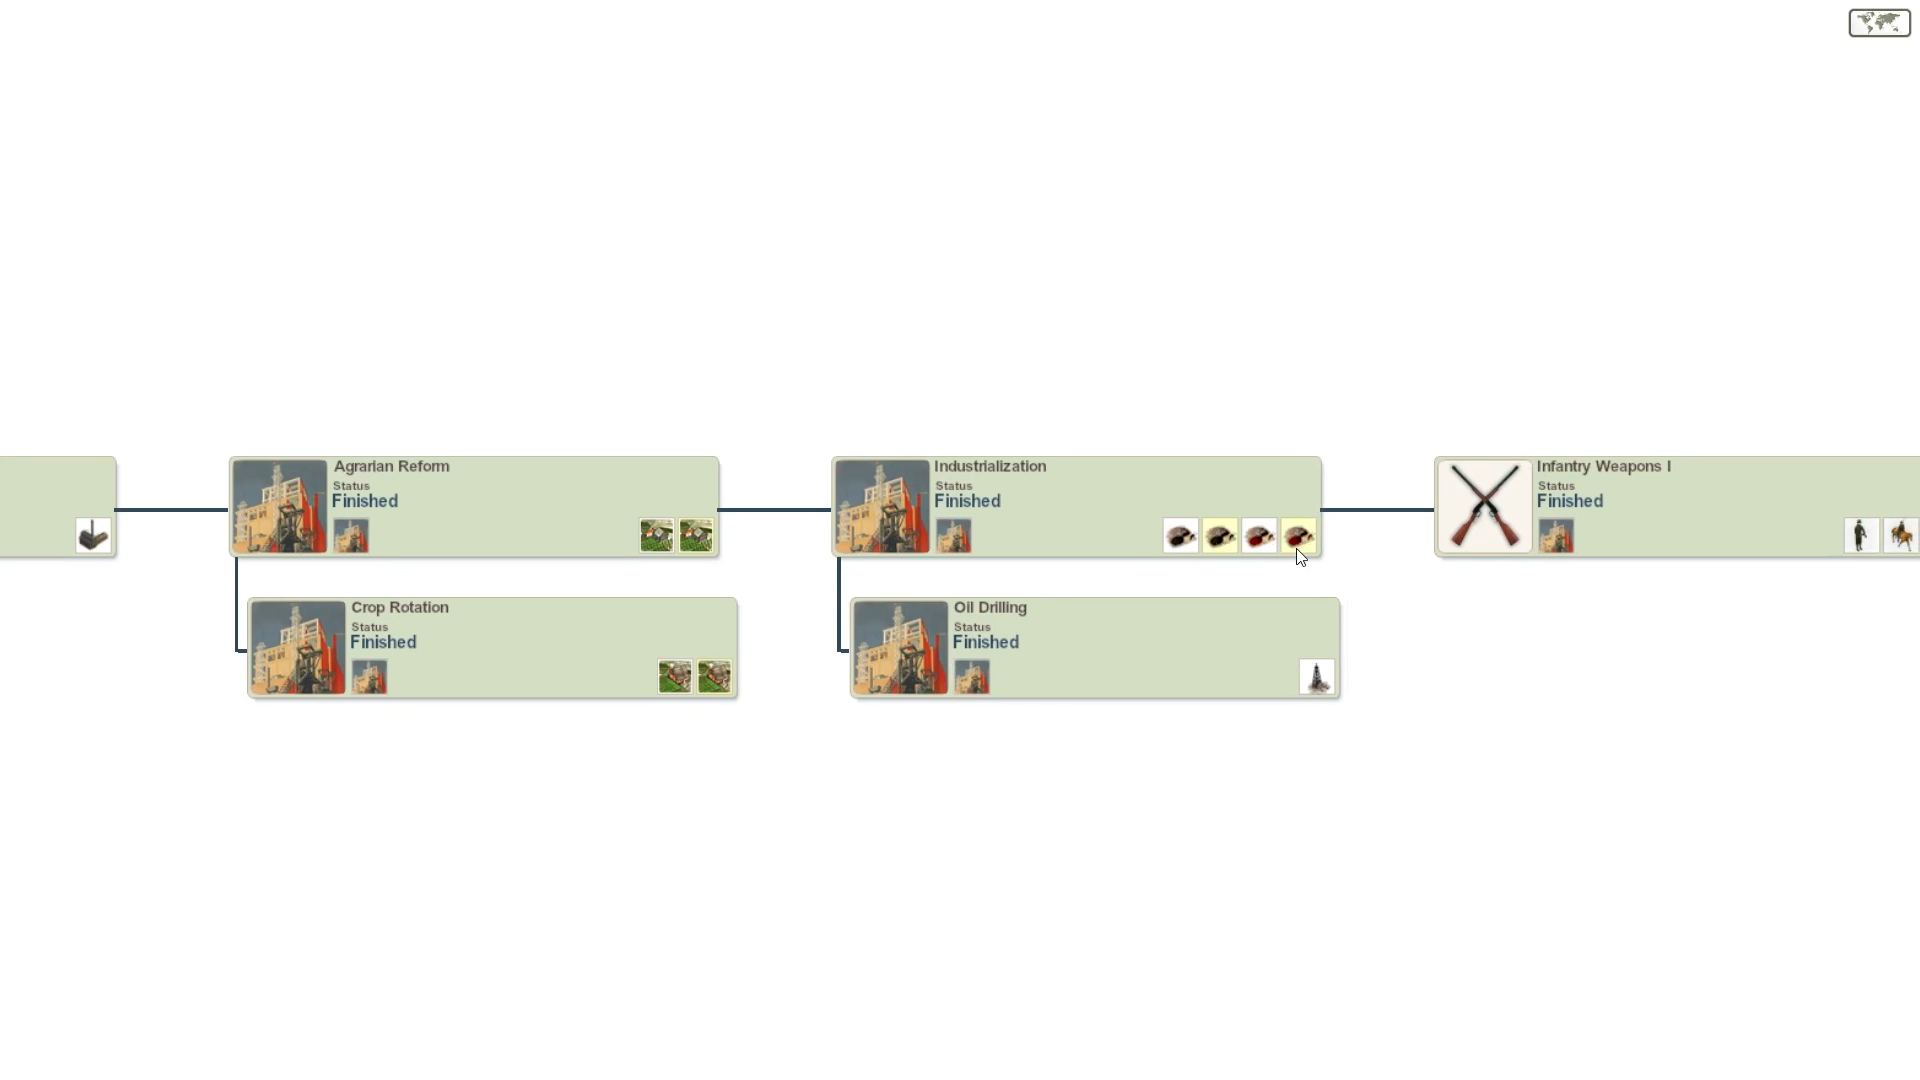 Agrarian Reform
Status
Finished
Industrialization
Status
Finished
Infantry Weapons I
Status
Finished
Crop Rotation
Status
Finished
Oil Drilling
Status
Finished